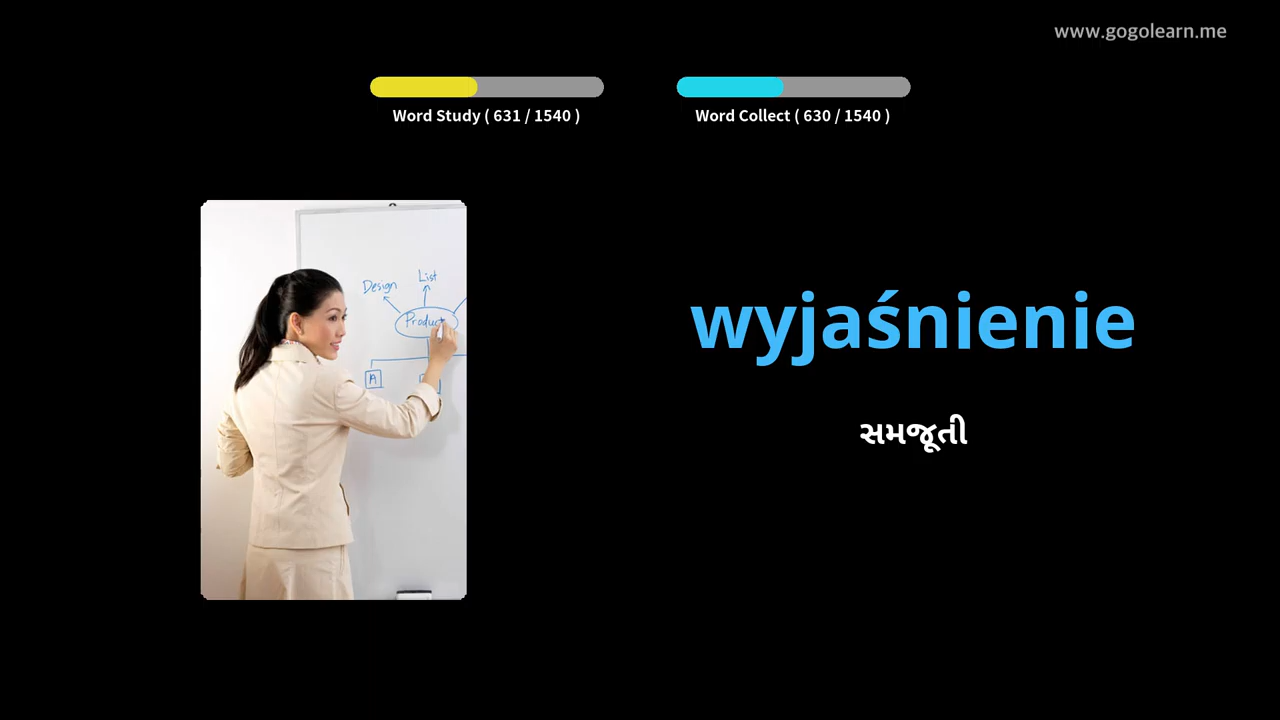 www.gogolearn.me
Word Study ( 631 / 1540 )
Word Collect ( 630 / 1540 )
Design
List
Product
A
wyjaśnienie
સમજૂતી